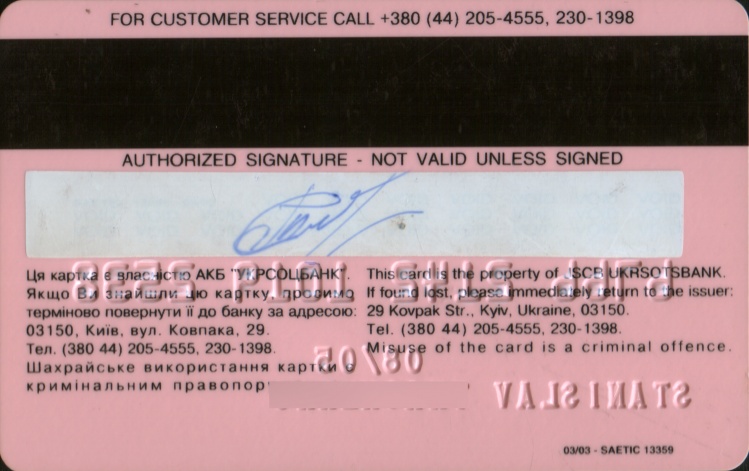 FOR CUSTOMER SERVICE CALL +380 (44) 205-4555, 230-1398
AUTHORIZED SIGNATURE - NOT VALID UNLESS SIGNED
Ця картка є власністю АКБ "УКРСОЦБАНК".
Якщо Ви знайшли цю картку, просимо
терміново повернути її до банку за адресою:
03150, Київ, вул. Ковпака, 29.
Тел. (380 44) 205-4555, 230-1398.
Шахрайське використання картки є
кримінальним правопор
This card is the property of JSCB UKRSOTSBANK.
If found lost, please immediately return to the issuer:
29 Kovpak Str., Kyiv, Ukraine, 03150.
Tel. (380 44) 205-4555, 230-1398.
Misuse of the card is a criminal offence.
08/05
STANISLAV
03/03 - SAETIC 13359